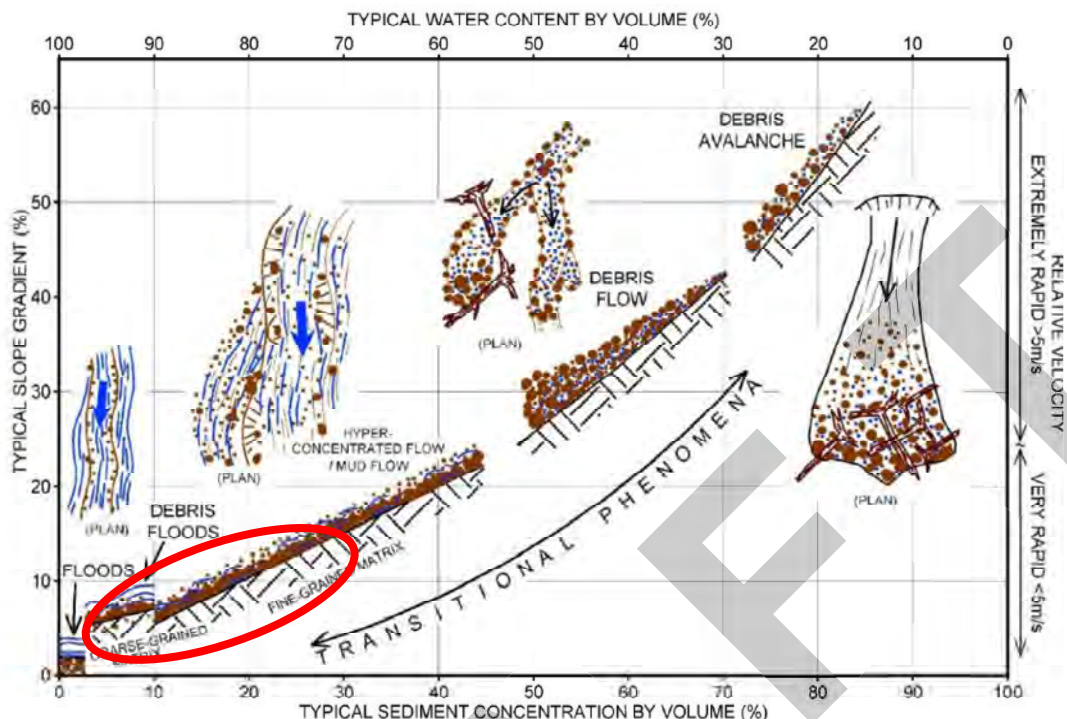 TYPICAL WATER CONTENT BY VOLUME (%)
100 90 80 70 60 50 40 30 20 10 0
TYPICAL SLOPE GRADIENT (%)
60
50
40
30
20
10
0
DEBRIS
AVALANCHE
DEBRIS
FLOW
(PLAN)
HYPER-
CONCENTRATED FLOW
/ MUD FLOW
(PLAN)
(PLAN)
(PLAN)
DEBRIS
FLOODS
FLOODS
COARSE-GRAINED
MATRIX
FINE-GRAINED MATRIX
TRANSITIONAL PHENOMENA
EXTREMELY RAPID >5m/s
VERY RAPID <5m/s
RELATIVE VELOCITY
0 10 20 30 40 50 60 70 80 90 100
TYPICAL SEDIMENT CONCENTRATION BY VOLUME (%)
F T